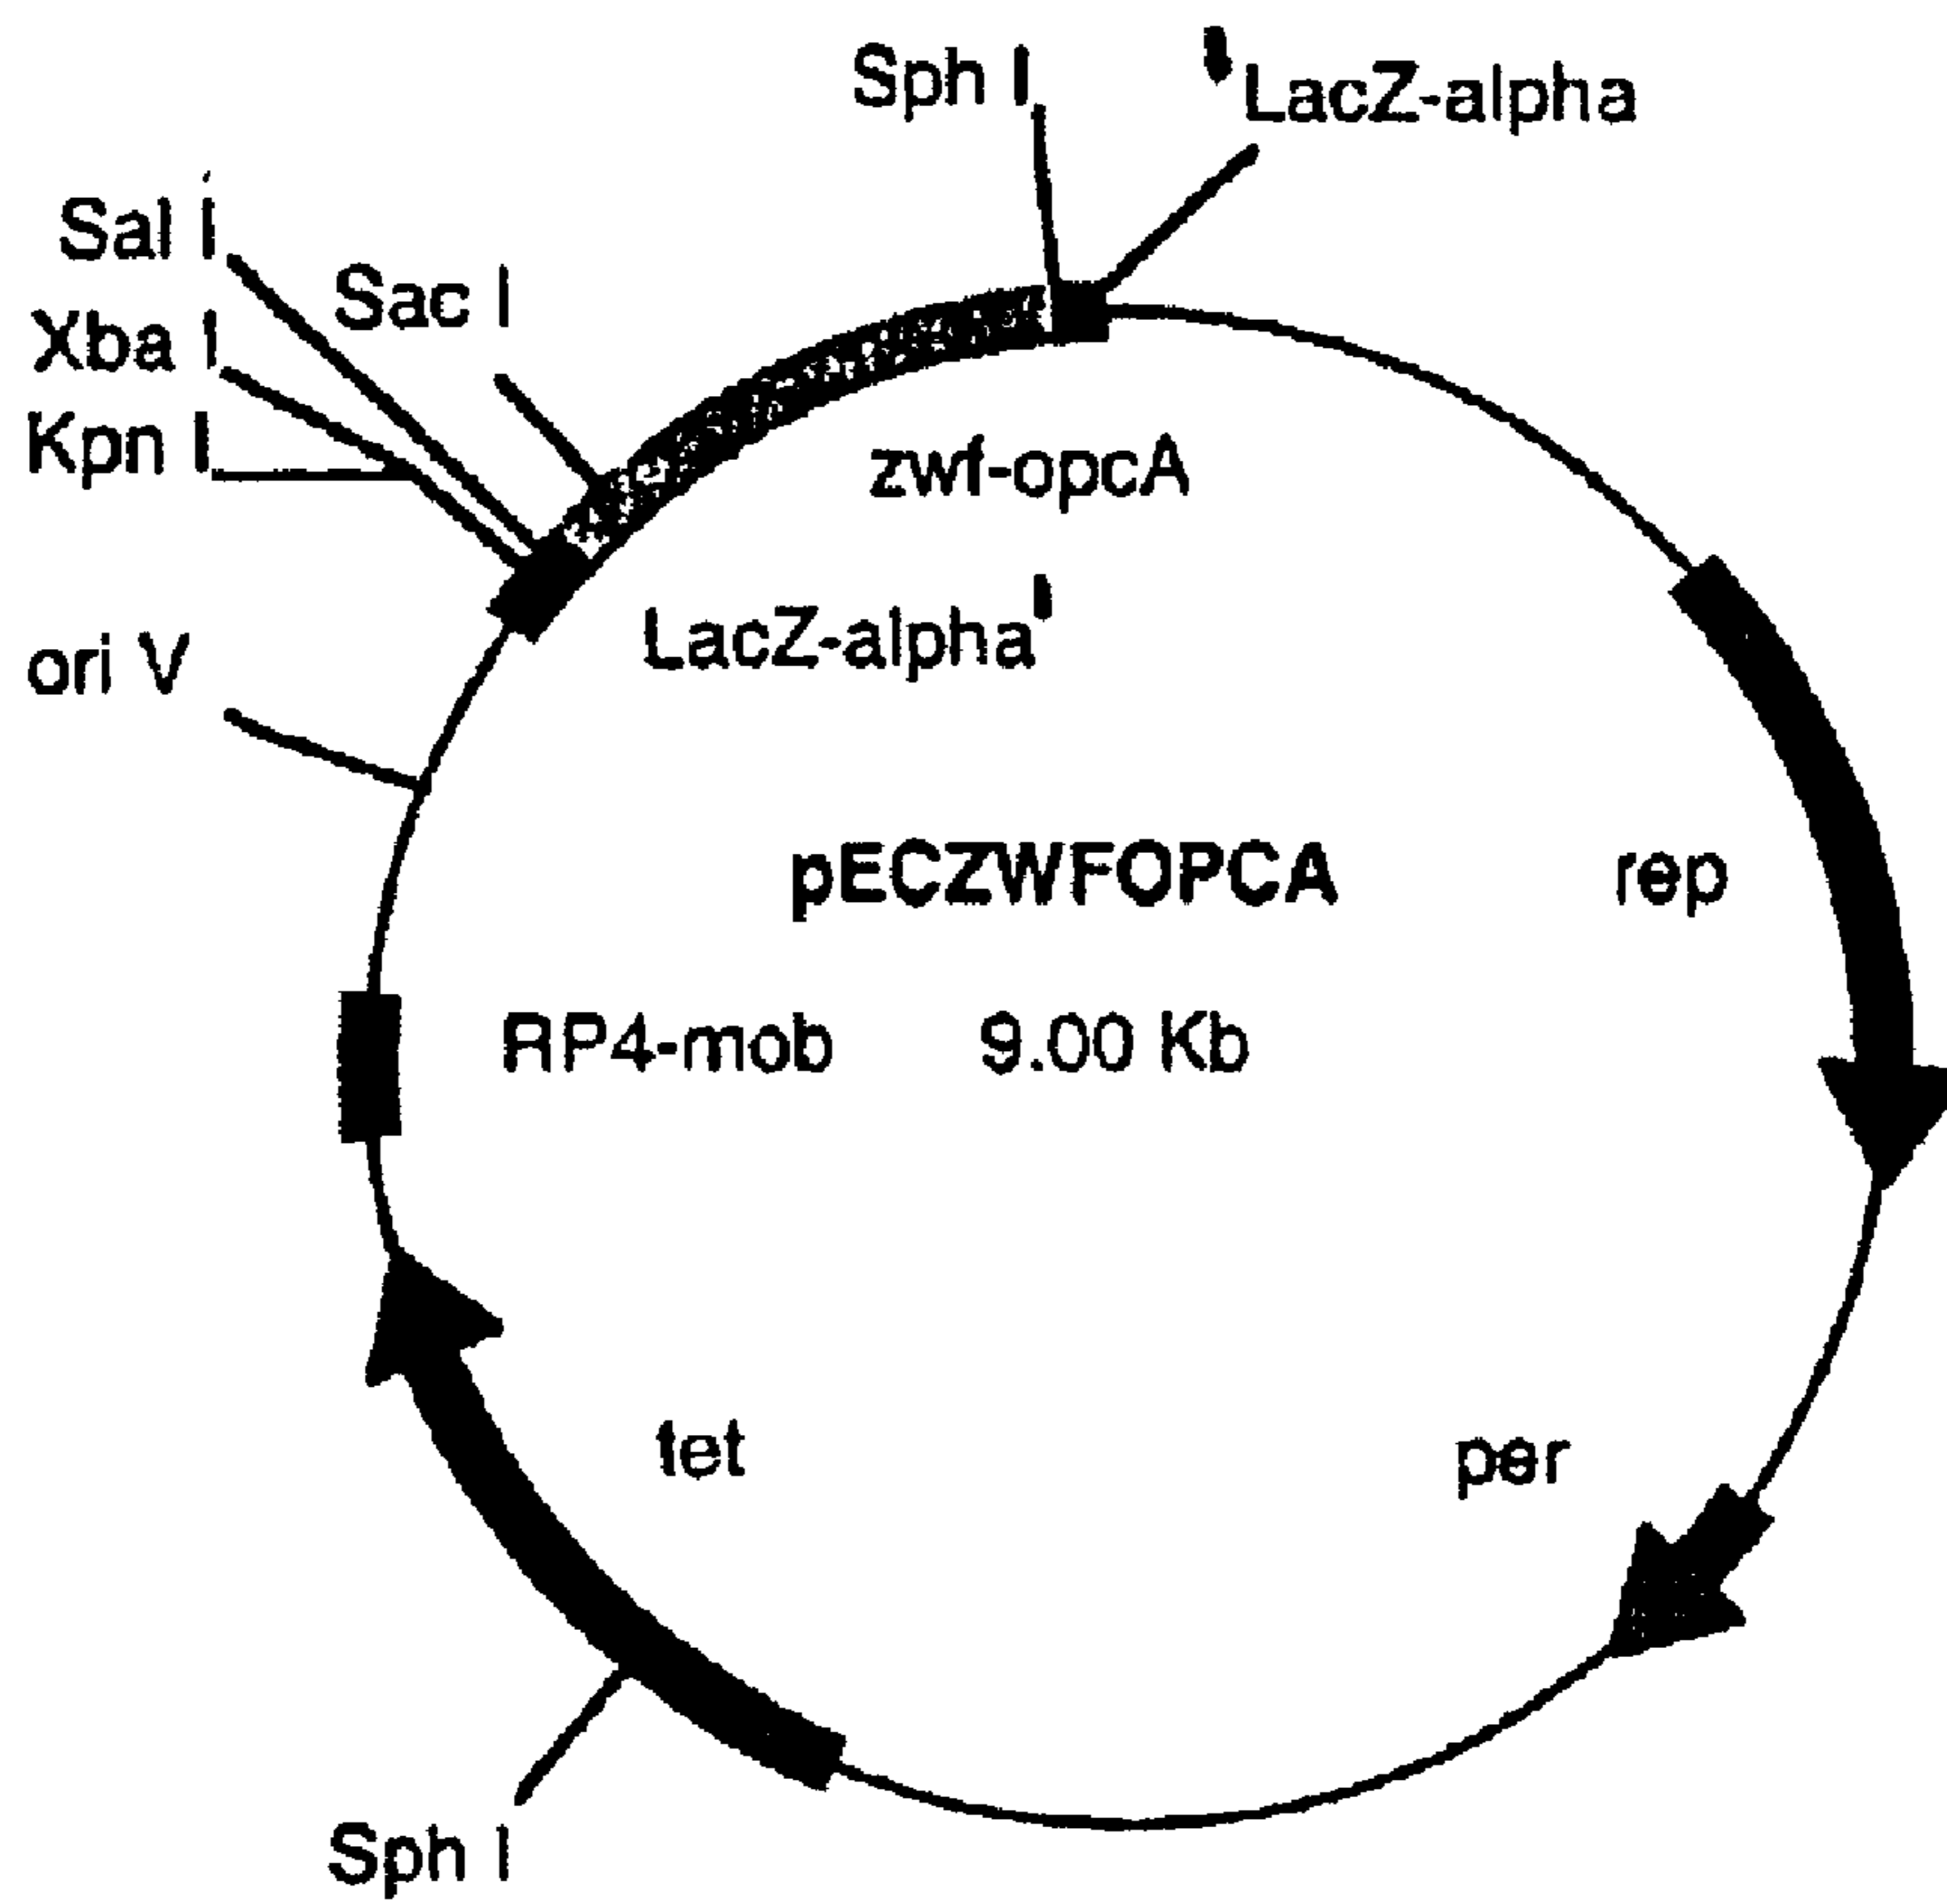 Sph I
'LacZ-alpha
Sal I
Sac I
Xba I
Kpn I
zwf-opcA
LacZ-alpha'
ori V
pECZWFOPCA
rep
RP4-mob
9.00 Kb
tet
per
Sph I